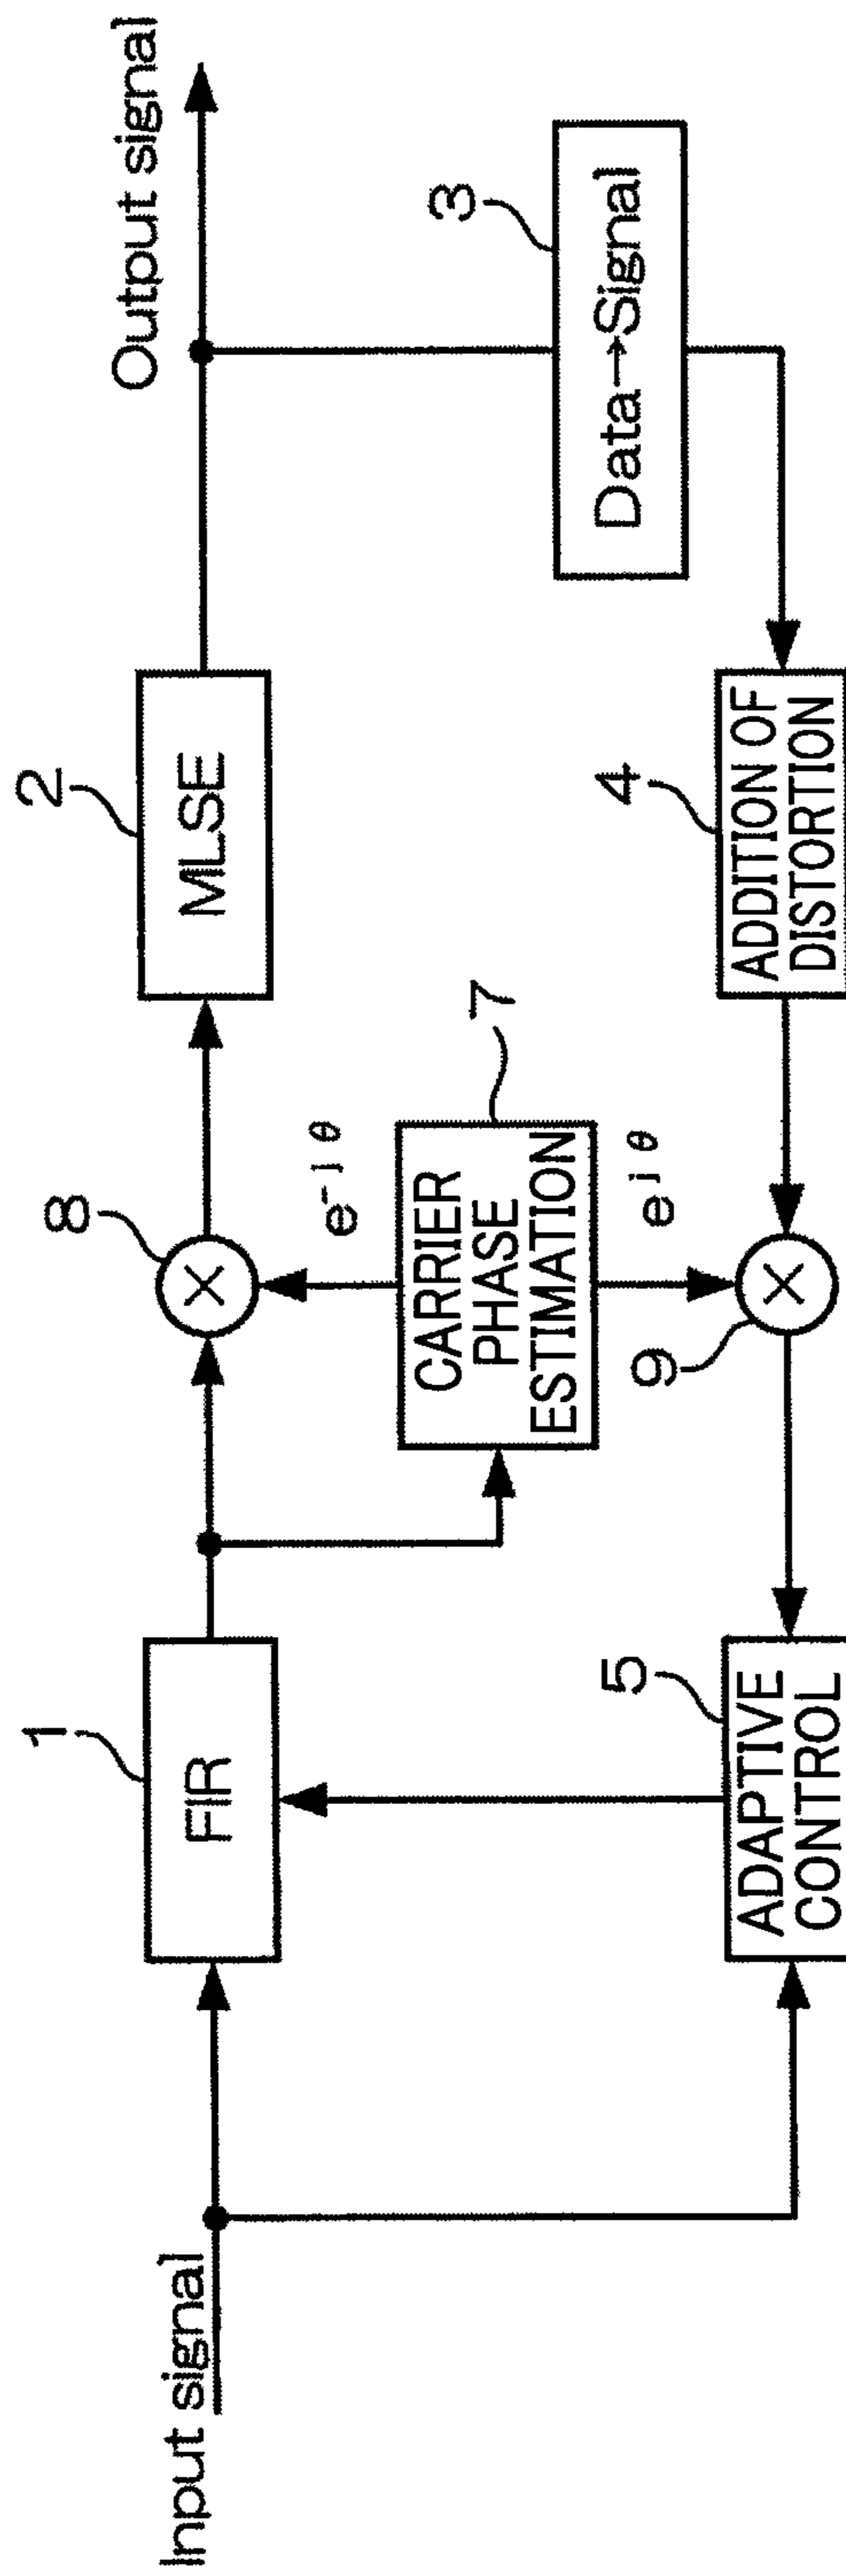 Input signal
1
FIR
8
×
2
MLSE
Output signal
e^-jθ
7
CARRIER
PHASE
ESTIMATION
e^jθ
3
Data→Signal
5
ADAPTIVE
CONTROL
9
×
4
ADDITION OF
DISTORTION